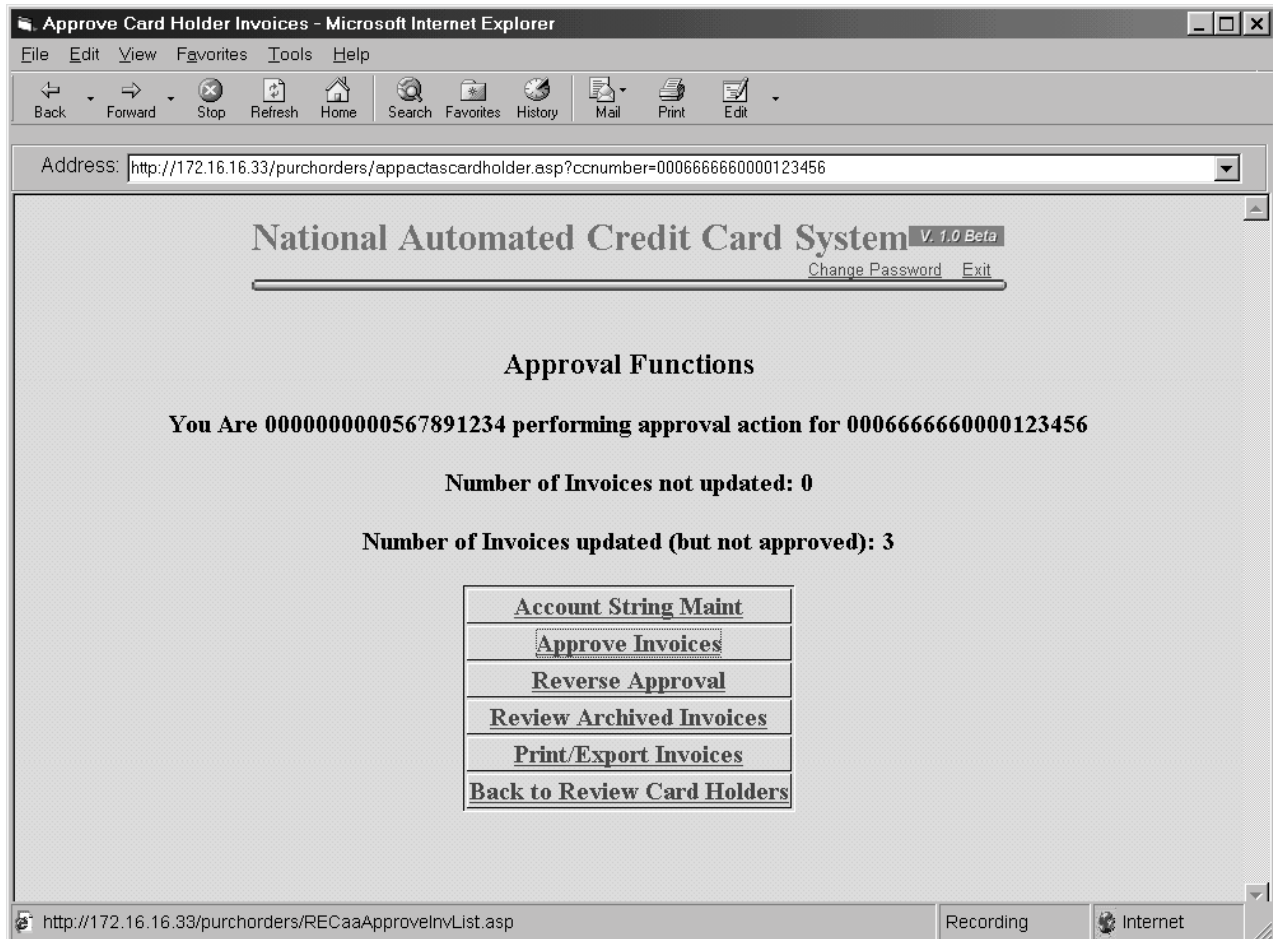 Approve Card Holder Invoices - Microsoft Internet Explorer
File Edit View Favorites Tools Help
Back Forward Stop Refresh Home Search Favorites History Mail Print Edit
Address: http://172.16.16.33/purchorders/appactascardholder.asp?ccnumber=0006666660000123456
National Automated Credit Card System V. 1.0 Beta
Change Password Exit
Approval Functions
You Are 0000000000567891234 performing approval action for 0006666660000123456
Number of Invoices not updated: 0
Number of Invoices updated (but not approved): 3
Account String Maint
Approve Invoices
Reverse Approval
Review Archived Invoices
Print/Export Invoices
Back to Review Card Holders
http://172.16.16.33/purchorders/RECaaApproveInvList.asp Recording Internet